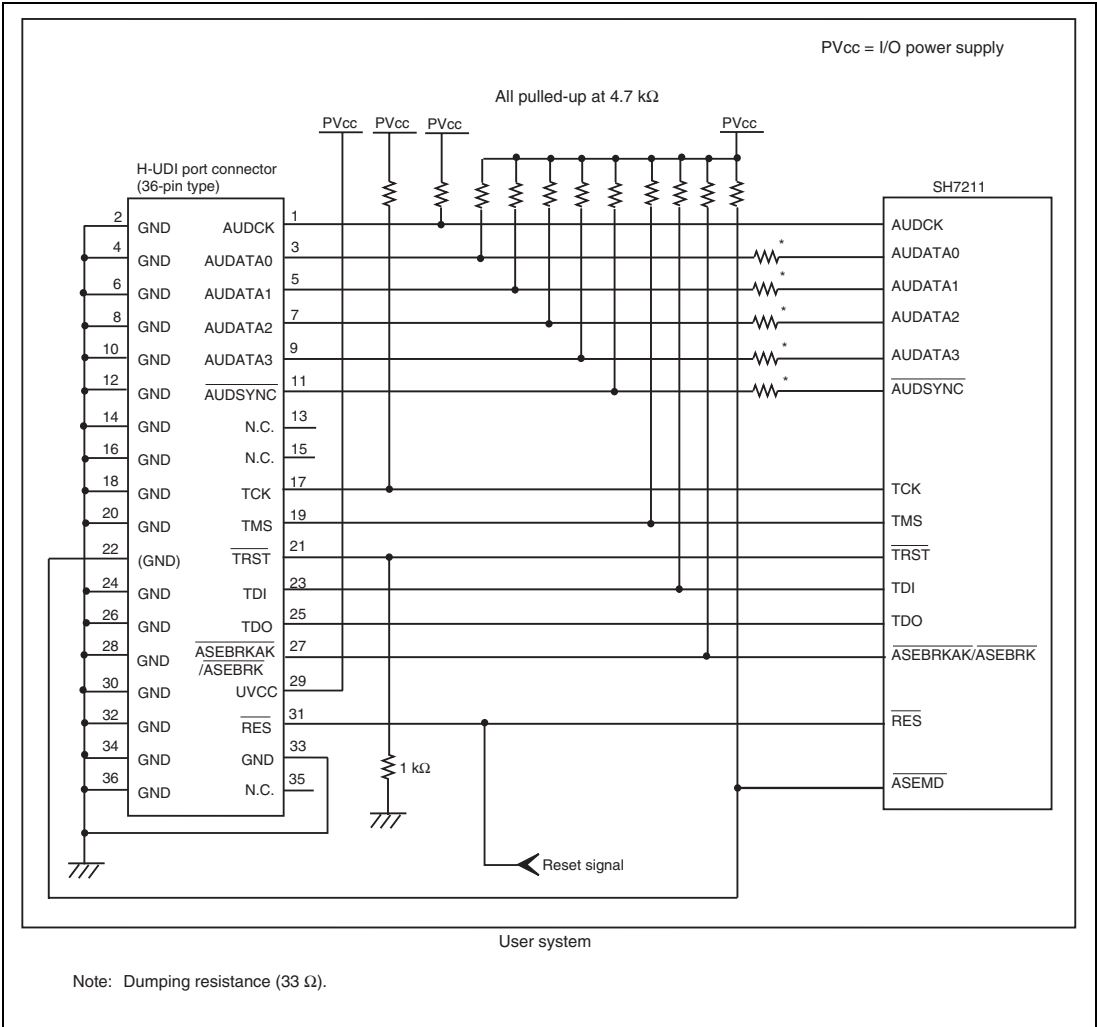 PVcc = I/O power supply
All pulled-up at 4.7 kΩ
PVcc PVcc PVcc PVcc
H-UDI port connector
(36-pin type)
SH7211
2 GND AUDCK 1 AUDCK
4 GND AUDATA0 3 * AUDATA0
6 GND AUDATA1 5 * AUDATA1
8 GND AUDATA2 7 * AUDATA2
10 GND AUDATA3 9 * AUDATA3
12 GND AUDSYNC 11 * AUDSYNC
14 GND N.C. 13
16 GND N.C. 15
18 GND TCK 17 TCK
20 GND TMS 19 TMS
22 (GND) TRST 21 TRST
24 GND TDI 23 TDI
26 GND TDO 25 TDO
28 GND ASEBRKAK 27 ASEBRKAK/ASEBRK
/ASEBRK
30 GND UVCC 29
32 GND RES 31 RES
34 GND GND 33
1 kΩ
36 GND N.C. 35 ASEMD
Reset signal
User system
Note: Dumping resistance (33 Ω).